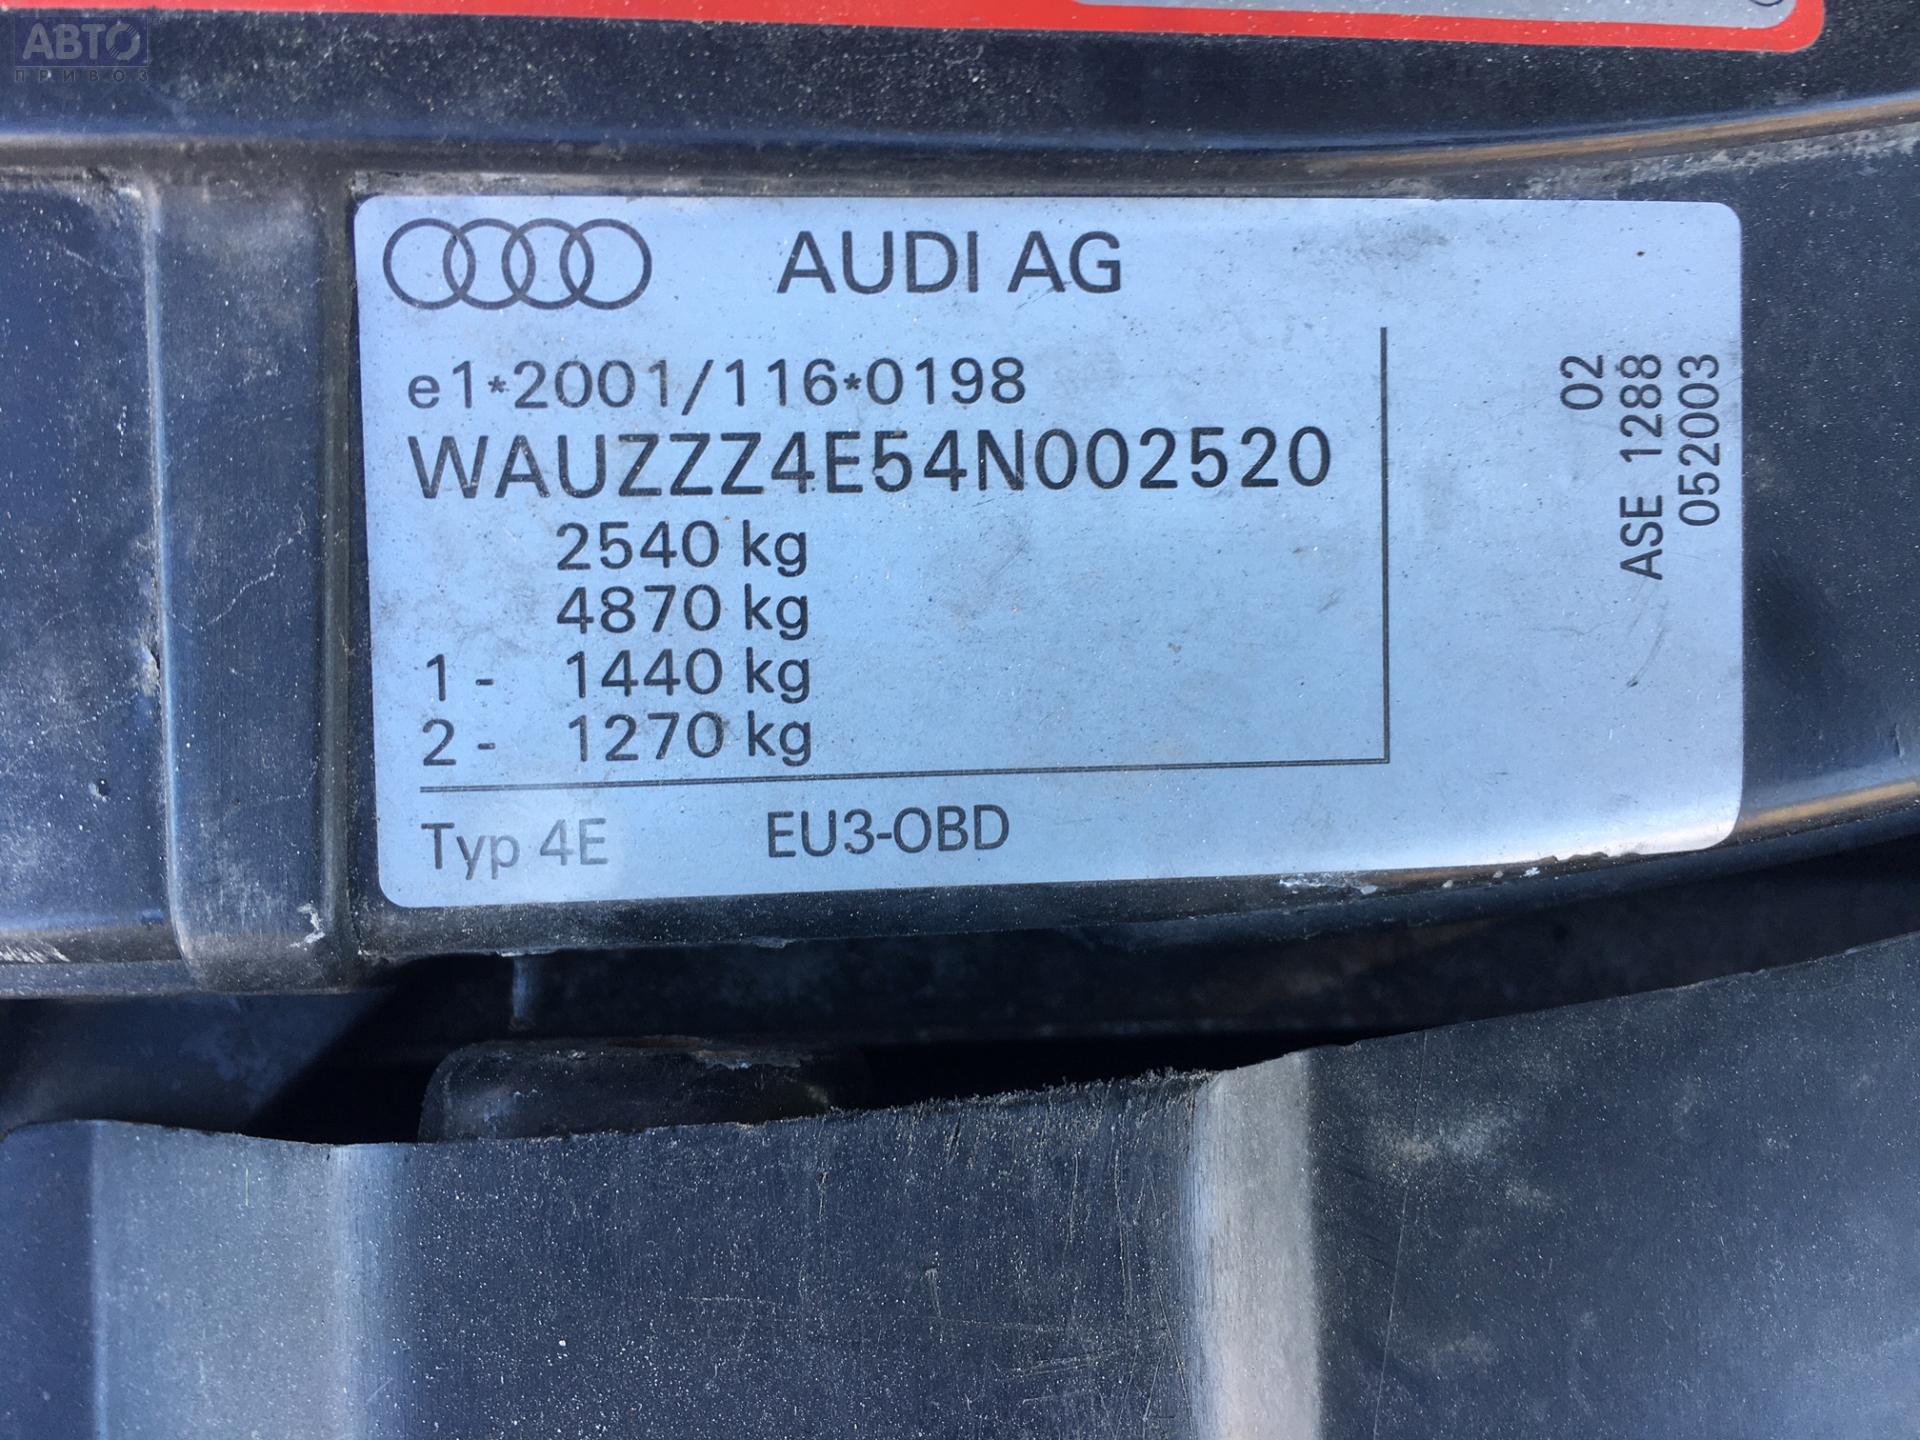 АВТО
ПРИВОЗ
AUDI AG
e1*2001/116*0198
WAUZZZ4E54N002520
2540 kg
4870 kg
1 - 1440 kg
2 - 1270 kg
Typ 4E EU3-OBD
02
ASE 1288
052003